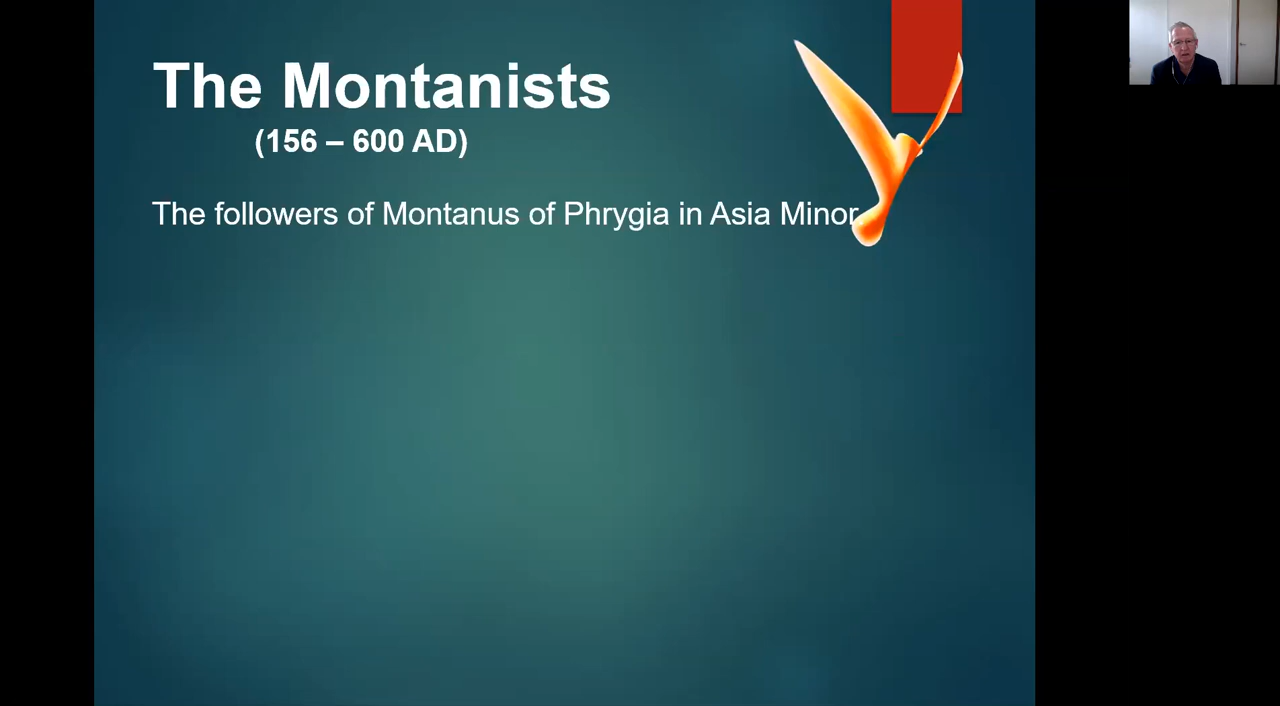 The Montanists
(156 – 600 AD)
The followers of Montanus of Phrygia in Asia Minor